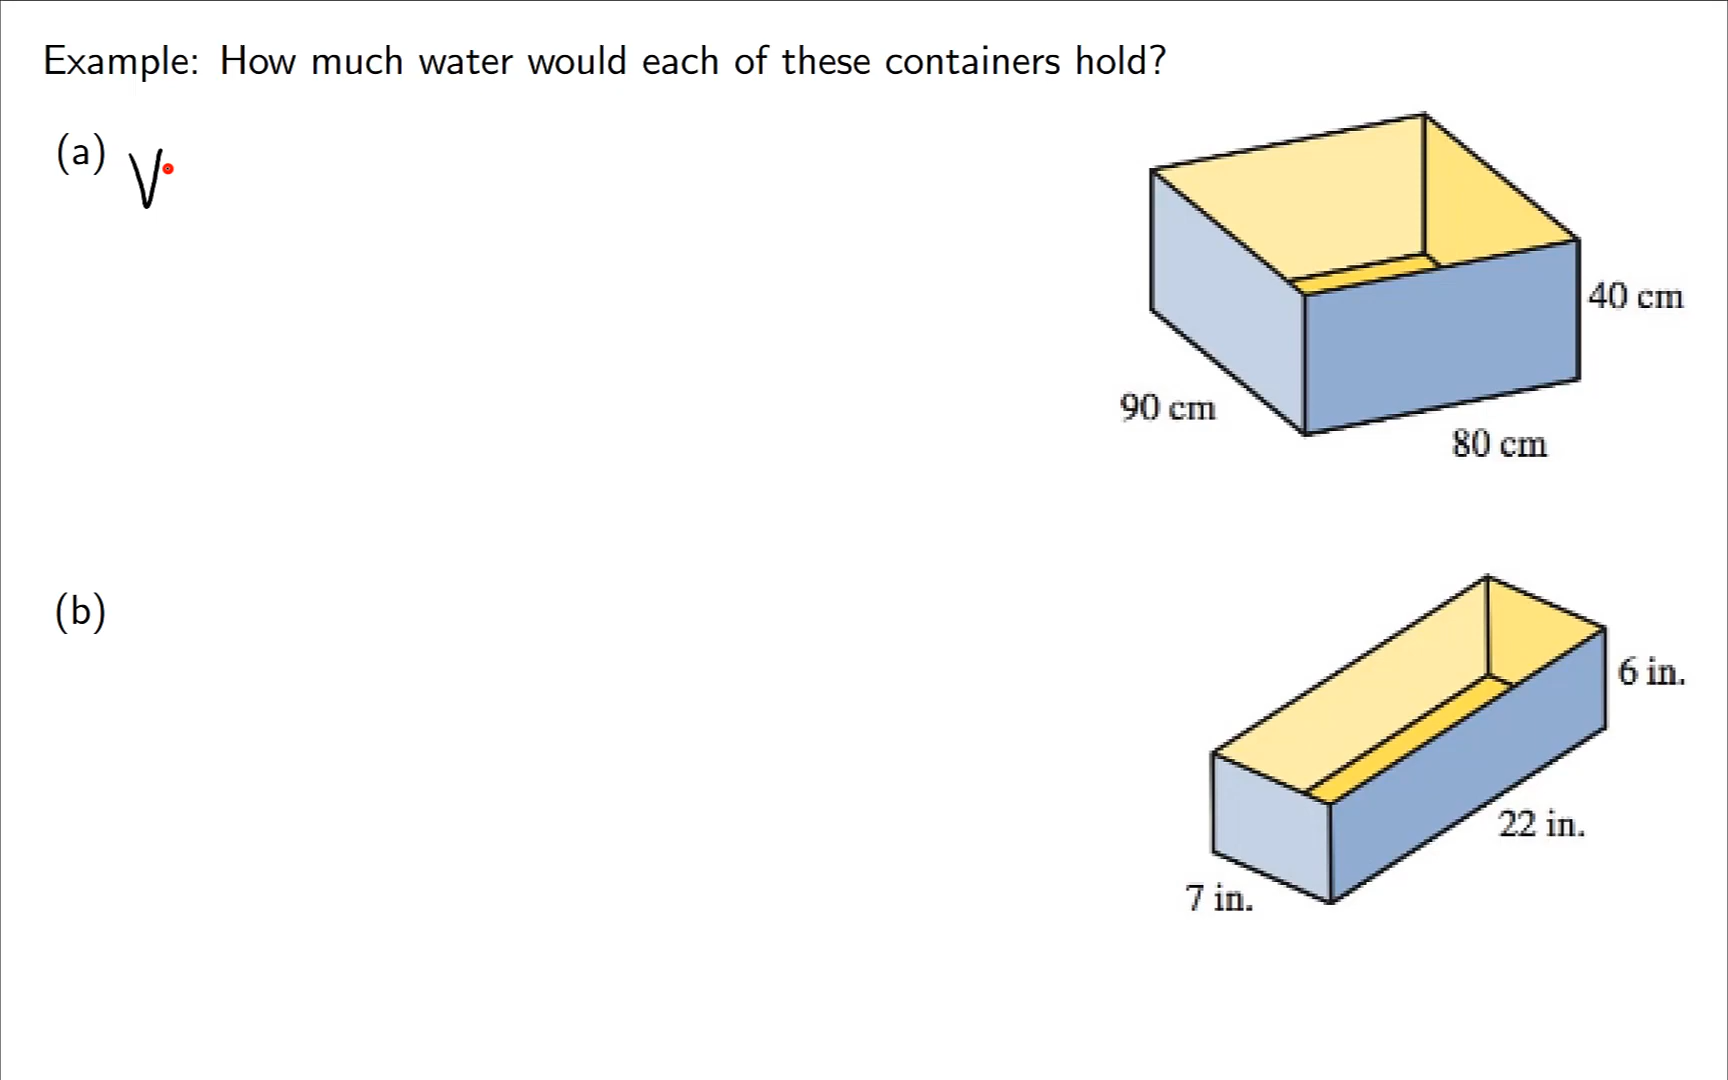 Example: How much water would each of these containers hold?
(a) V
40 cm
90 cm
80 cm
(b)
6 in.
22 in.
7 in.